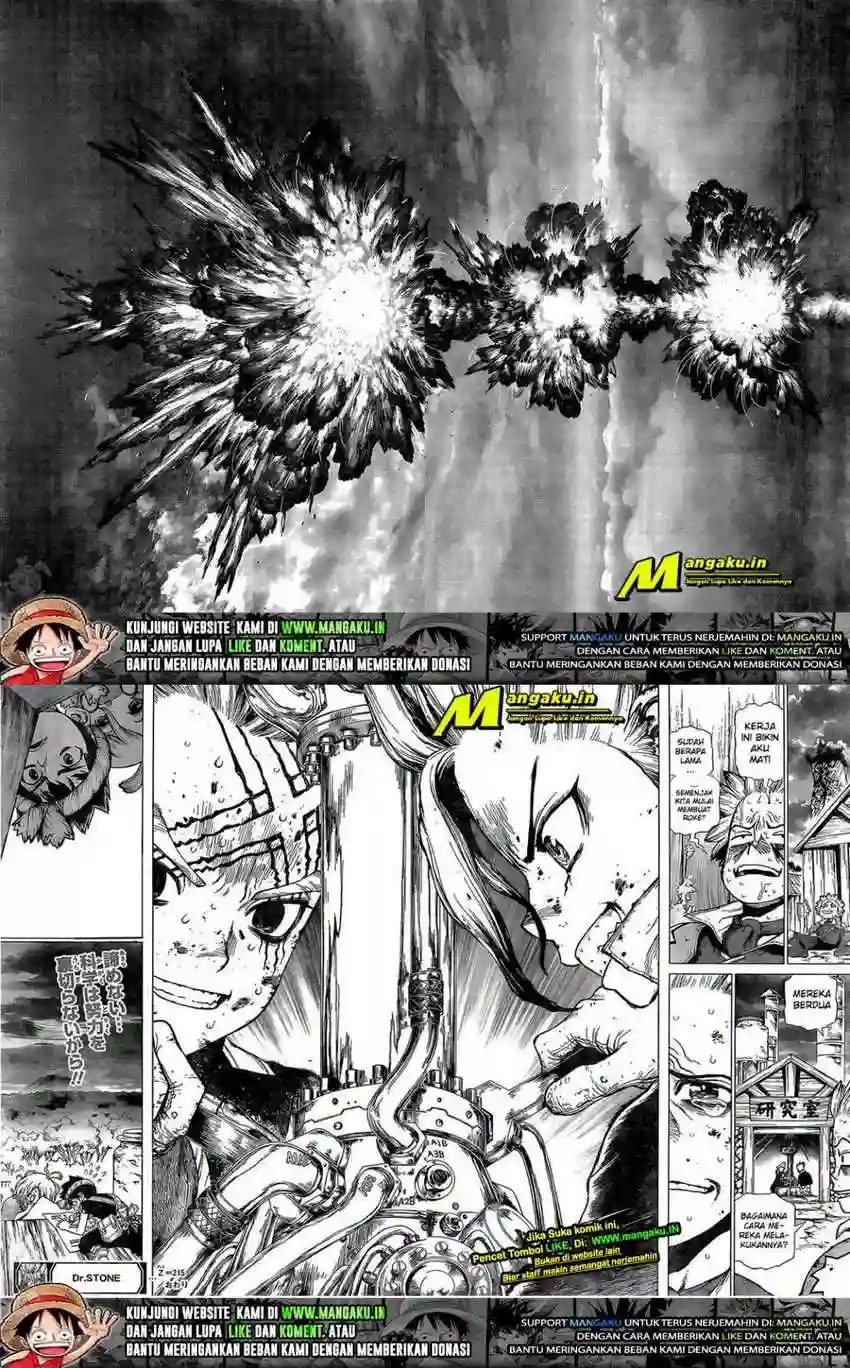 Mangaku.in
Jangan Lupa Like dan Komennya
KUNJUNGI WEBSITE KAMI DI WWW.MANGAKU.IN
DAN JANGAN LUPA LIKE DAN KOMENT. ATAU
BANTU MERINGANKAN BEBAN KAMI DENGAN MEMBERIKAN DONASI
SUPPORT MANGAKU UNTUK TERUS NERJEMAHIN DI: MANGAKU.IN
DENGAN CARA MEMBERIKAN LIKE DAN KOMENT. ATAU
BANTU MERINGANKAN BEBAN KAMI DENGAN MEMBERIKAN DONASI
Mangaku.in
Jangan Lupa Like dan Komennya
KERJA
INI BIKIN
AKU
MATI
SUDAH
BERAPA
LAMA
...
...
SEMENJAK
KITA MULAI
MEMBUAT
ROKET?
MEREKA
BERDUA
研究室
BAGAIMANA
CARA ME-
REKA MELA-
KUKANNYA?
A1B
A3B
A2B
諦めない…
科学は努力を
裏切らないから!!
Dr.STONE
Z=215
おわり
Jika Suka komik ini,
Pencet Tombol LIKE, Di: WWW.mangaku.IN
Bukan di website lain
Biar staff makin semangat nerjemahin
KUNJUNGI WEBSITE KAMI DI WWW.MANGAKU.IN
DAN JANGAN LUPA LIKE DAN KOMENT. ATAU
BANTU MERINGANKAN BEBAN KAMI DENGAN MEMBERIKAN DONASI
SUPPORT MANGAKU UNTUK TERUS NERJEMAHIN DI: MANGAKU.IN
DENGAN CARA MEMBERIKAN LIKE DAN KOMENT. ATAU
BANTU MERINGANKAN BEBAN KAMI DENGAN MEMBERIKAN DONASI